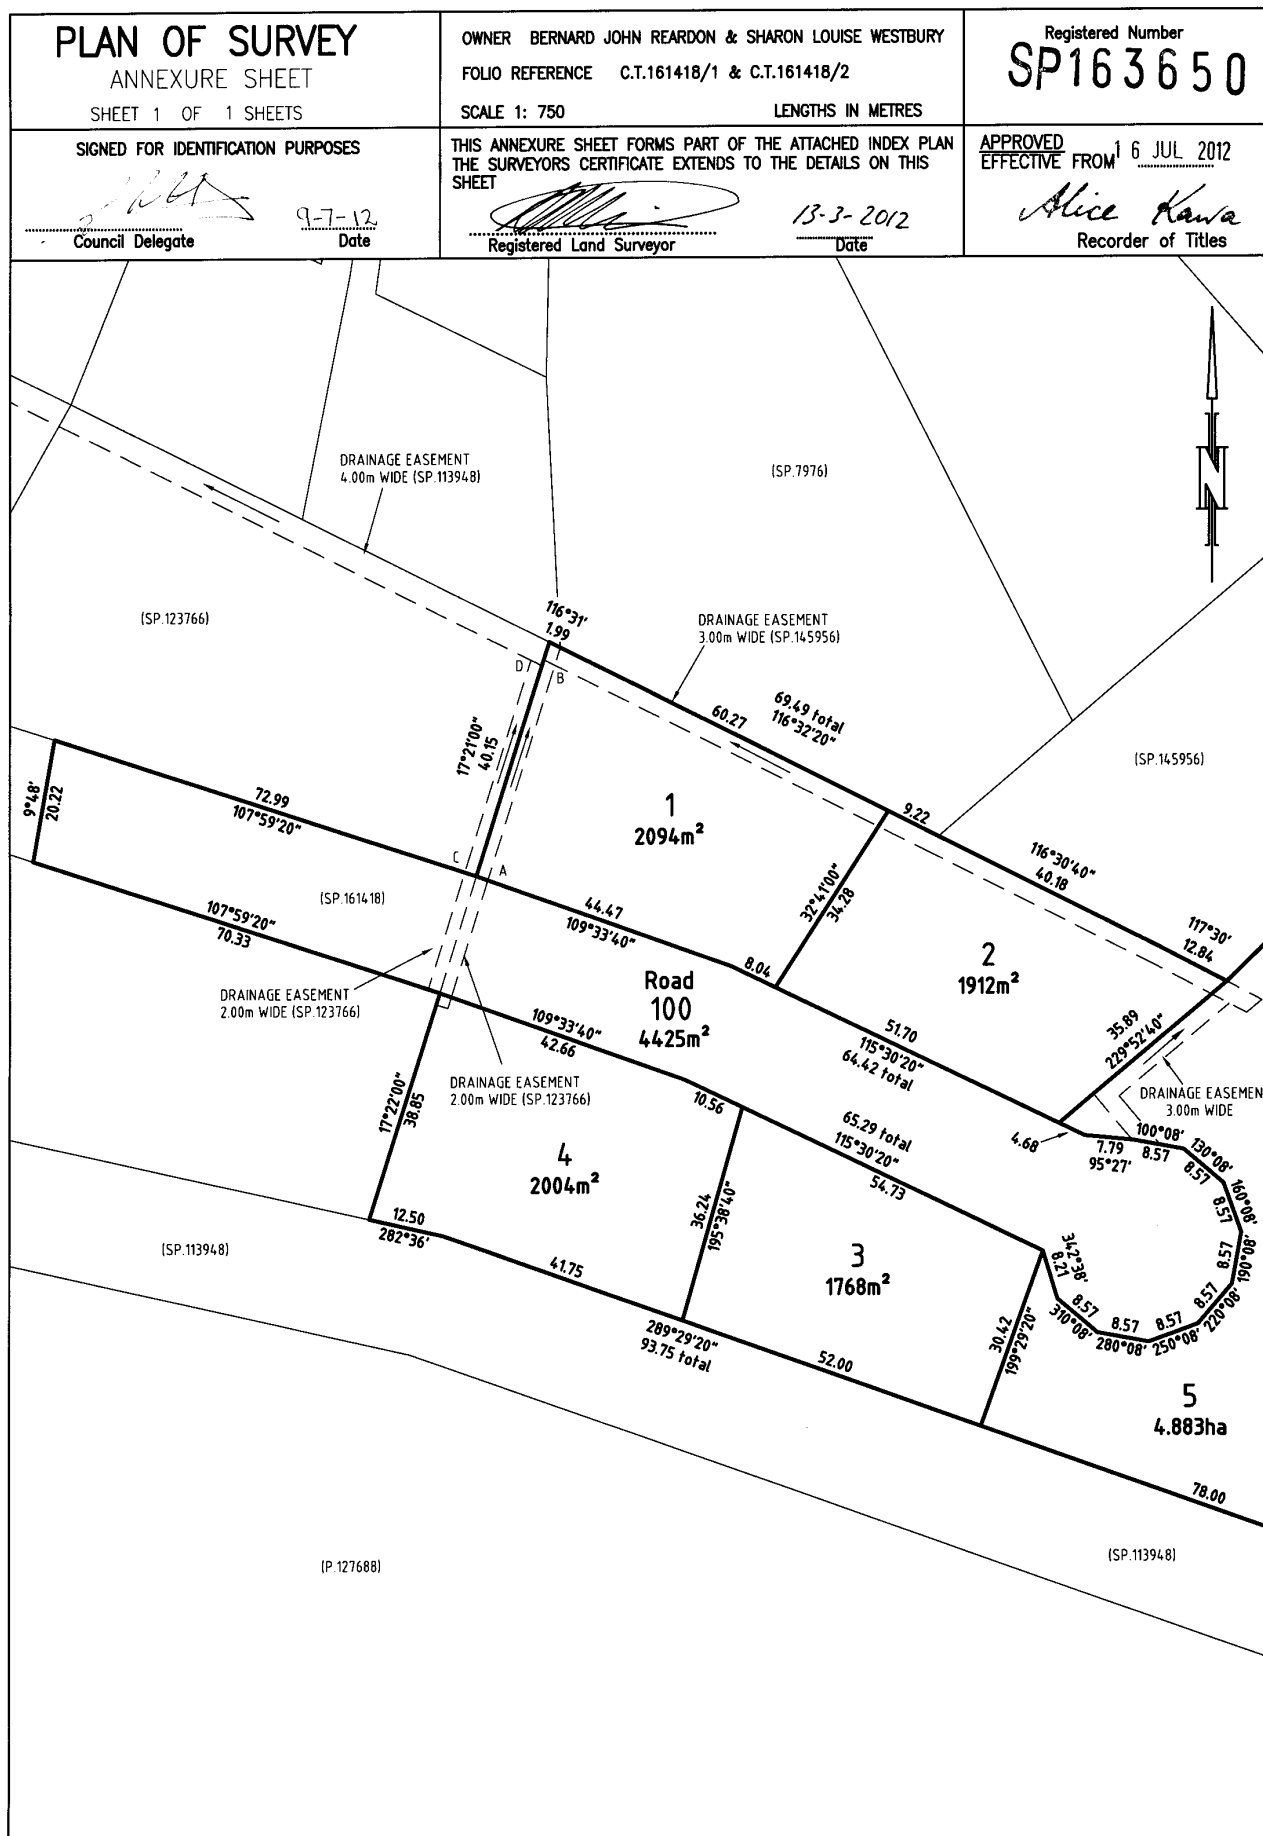 PLAN OF SURVEY
ANNEXURE SHEET
SHEET 1 OF 1 SHEETS
OWNER BERNARD JOHN REARDON & SHARON LOUISE WESTBURY
FOLIO REFERENCE C.T.161418/1 & C.T.161418/2
SCALE 1: 750 LENGTHS IN METRES
Registered Number
SP163650
SIGNED FOR IDENTIFICATION PURPOSES
9-7-12
Council Delegate Date
THIS ANNEXURE SHEET FORMS PART OF THE ATTACHED INDEX PLAN
THE SURVEYORS CERTIFICATE EXTENDS TO THE DETAILS ON THIS
SHEET
13-3-2012
Registered Land Surveyor Date
APPROVED
EFFECTIVE FROM 16 JUL 2012
Alice Kawa
Recorder of Titles
N
DRAINAGE EASEMENT
4.00m WIDE (SP.113948)
(SP.7976)
(SP.123766)
116°31'
1.99
DRAINAGE EASEMENT
3.00m WIDE (SP.145956)
D
B
60.27
69.49 total
116°32'20"
17°21'00"
40.15
(SP.145956)
9°48'
20.22
72.99
107°59'20"
1
2094m²
9.22
116°30'40"
40.18
C
A
(SP.161418)
107°59'20"
70.33
44.47
109°33'40"
32°41'00"
34.28
117°30'
12.84
8.04
2
1912m²
Road
100
4425m²
DRAINAGE EASEMENT
2.00m WIDE (SP.123766)
109°33'40"
42.66
51.70
115°30'20"
64.42 total
35.89
229°52'40"
DRAINAGE EASEMENT
2.00m WIDE (SP.123766)
DRAINAGE EASEMEN
3.00m WIDE
17°22'00"
38.85
10.56
65.29 total
115°30'20"
54.73
4.68
7.79
95°27'
100°08'
8.57
130°08'
8.57
160°08'
8.57
190°08'
8.57
220°08'
8.57
250°08'
8.57
280°08'
8.57
310°08'
8.57
342°38'
8.21
4
2004m²
36.24
195°38'40"
12.50
282°36'
(SP.113948)
41.75
3
1768m²
289°29'20"
93.75 total
52.00
30.42
199°29'20"
5
4.883ha
78.00
(P.127688)
(SP.113948)